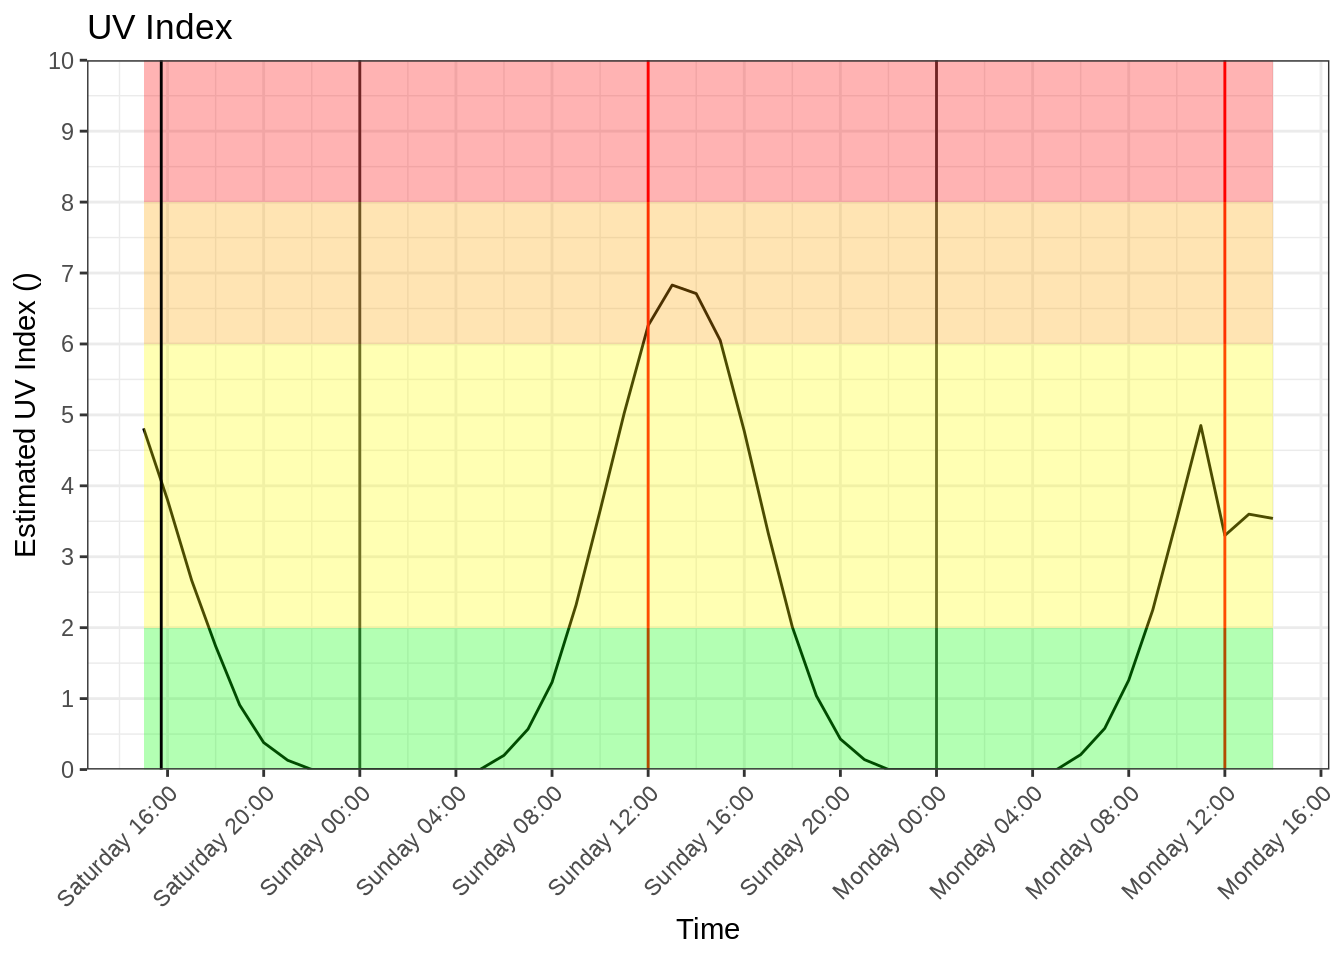 UV Index
Estimated UV Index ()
10
9
8
7
6
5
4
3
2
1
0
Saturday 16:00
Saturday 20:00
Sunday 00:00
Sunday 04:00
Sunday 08:00
Sunday 12:00
Sunday 16:00
Sunday 20:00
Monday 00:00
Monday 04:00
Monday 08:00
Monday 12:00
Monday 16:00
Time